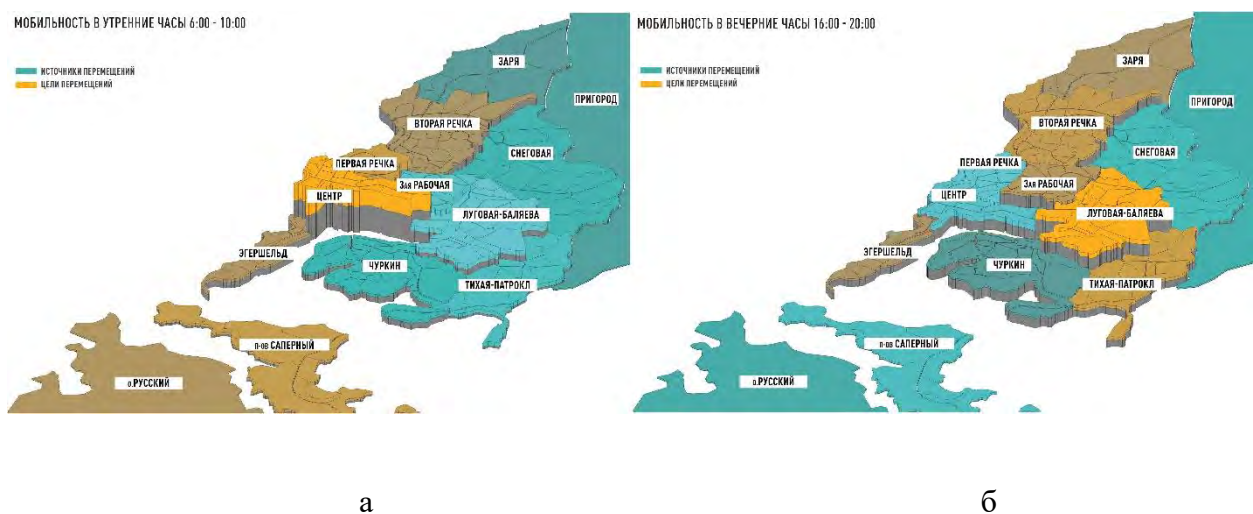 МОБИЛЬНОСТЬ В УТРЕННИЕ ЧАСЫ 6:00 - 10:00
ИСТОЧНИКИ ПЕРЕМЕЩЕНИЙ
ЦЕЛИ ПЕРЕМЕЩЕНИЙ
ЗАРЯ
ПРИГОРОД
ВТОРАЯ РЕЧКА
СНЕГОВАЯ
ПЕРВАЯ РЕЧКА
3ая РАБОЧАЯ
ЦЕНТР
ЛУГОВАЯ-БАЛЯЕВА
ЭГЕРШЕЛЬД
ЧУРКИН
ТИХАЯ-ПАТРОКЛ
п-ов САПЕРНЫЙ
о.РУССКИЙ
а
МОБИЛЬНОСТЬ В ВЕЧЕРНИЕ ЧАСЫ 16:00 - 20:00
ИСТОЧНИКИ ПЕРЕМЕЩЕНИЙ
ЦЕЛИ ПЕРЕМЕЩЕНИЙ
ЗАРЯ
ПРИГОРОД
ВТОРАЯ РЕЧКА
СНЕГОВАЯ
ПЕРВАЯ РЕЧКА
3ая РАБОЧАЯ
ЦЕНТР
ЛУГОВАЯ-БАЛЯЕВА
ЭГЕРШЕЛЬД
ЧУРКИН
ТИХАЯ-ПАТРОКЛ
п-ов САПЕРНЫЙ
о.РУССКИЙ
б